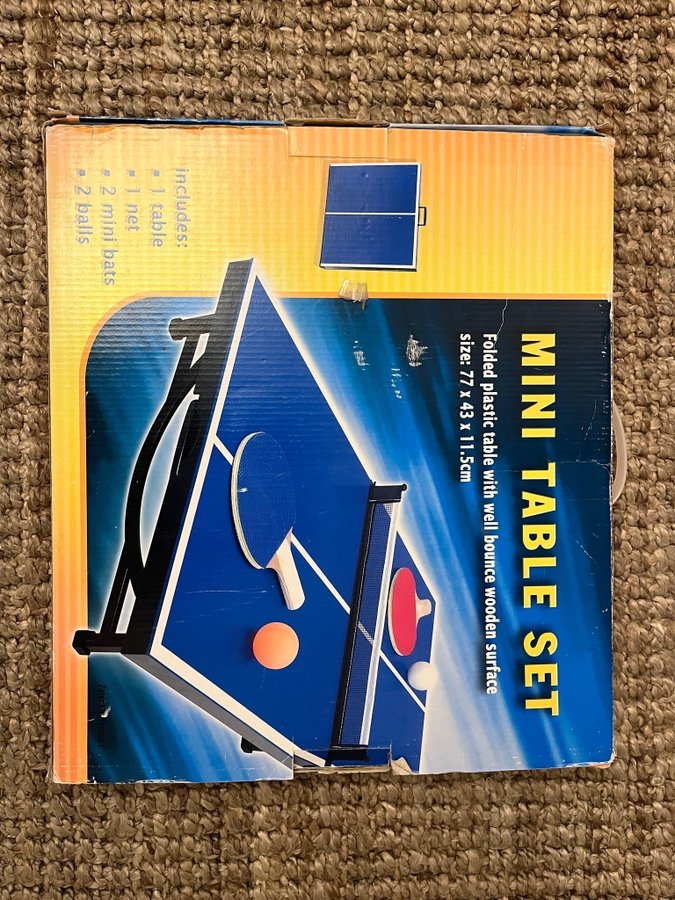 MINI TABLE SET
Folded plastic table with well bounce wooden surface
size: 77 x 43 x 11.5cm
includes:
▪ 1 table
▪ 1 net
▪ 2 mini bats
▪ 2 balls